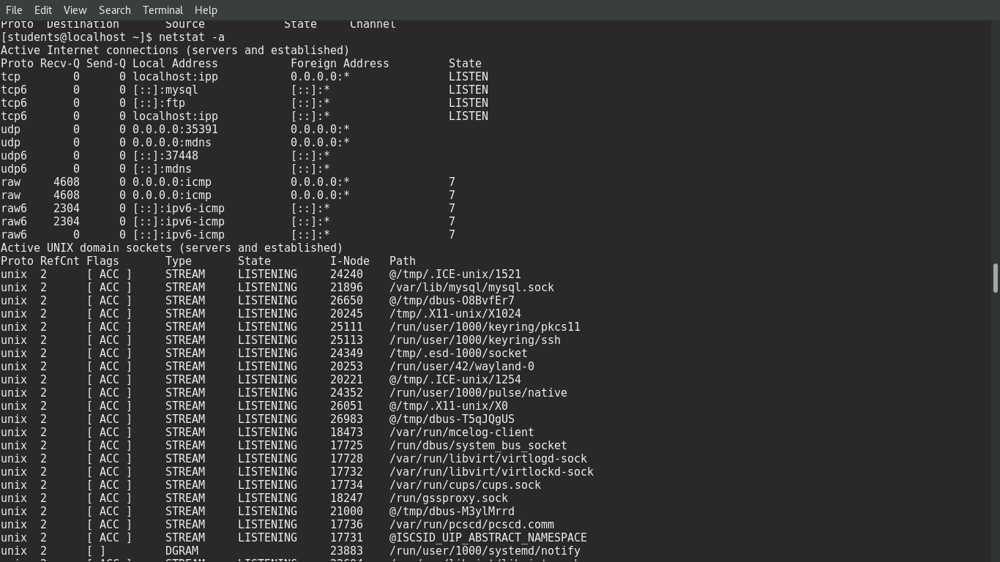 File Edit View Search Terminal Help
Proto Destination Source State Channel
[students@localhost ~]$ netstat -a
Active Internet connections (servers and established)
Proto Recv-Q Send-Q Local Address Foreign Address State
tcp 0 0 localhost:ipp 0.0.0.0:* LISTEN
tcp6 0 0 [::]:mysql [::]:* LISTEN
tcp6 0 0 [::]:ftp [::]:* LISTEN
tcp6 0 0 localhost:ipp [::]:* LISTEN
udp 0 0 0.0.0.0:35391 0.0.0.0:*
udp 0 0 0.0.0.0:mdns 0.0.0.0:*
udp6 0 0 [::]:37448 [::]:*
udp6 0 0 [::]:mdns [::]:*
raw 4608 0 0.0.0.0:icmp 0.0.0.0:* 7
raw 4608 0 0.0.0.0:icmp 0.0.0.0:* 7
raw6 2304 0 [::]:ipv6-icmp [::]:* 7
raw6 2304 0 [::]:ipv6-icmp [::]:* 7
raw6 0 0 [::]:ipv6-icmp [::]:* 7
Active UNIX domain sockets (servers and established)
Proto RefCnt Flags Type State I-Node Path
unix 2 [ ACC ] STREAM LISTENING 24240 @/tmp/.ICE-unix/1521
unix 2 [ ACC ] STREAM LISTENING 21896 /var/lib/mysql/mysql.sock
unix 2 [ ACC ] STREAM LISTENING 26650 @/tmp/dbus-O8BvfEr7
unix 2 [ ACC ] STREAM LISTENING 20245 /tmp/.X11-unix/X1024
unix 2 [ ACC ] STREAM LISTENING 25111 /run/user/1000/keyring/pkcs11
unix 2 [ ACC ] STREAM LISTENING 25113 /run/user/1000/keyring/ssh
unix 2 [ ACC ] STREAM LISTENING 24349 /tmp/.esd-1000/socket
unix 2 [ ACC ] STREAM LISTENING 20253 /run/user/42/wayland-0
unix 2 [ ACC ] STREAM LISTENING 20221 @/tmp/.ICE-unix/1254
unix 2 [ ACC ] STREAM LISTENING 24352 /run/user/1000/pulse/native
unix 2 [ ACC ] STREAM LISTENING 26051 @/tmp/.X11-unix/X0
unix 2 [ ACC ] STREAM LISTENING 26983 @/tmp/dbus-T5qJQgUS
unix 2 [ ACC ] STREAM LISTENING 18473 /var/run/mcelog-client
unix 2 [ ACC ] STREAM LISTENING 17725 /run/dbus/system_bus_socket
unix 2 [ ACC ] STREAM LISTENING 17728 /var/run/libvirt/virtlogd-sock
unix 2 [ ACC ] STREAM LISTENING 17732 /var/run/libvirt/virtlockd-sock
unix 2 [ ACC ] STREAM LISTENING 17734 /var/run/cups/cups.sock
unix 2 [ ACC ] STREAM LISTENING 18247 /run/gssproxy.sock
unix 2 [ ACC ] STREAM LISTENING 21000 @/tmp/dbus-M3ylMrrd
unix 2 [ ACC ] STREAM LISTENING 17736 /var/run/pcscd/pcscd.comm
unix 2 [ ACC ] STREAM LISTENING 17731 @ISCSID_UIP_ABSTRACT_NAMESPACE
unix 2 [ ] DGRAM 23883 /run/user/1000/systemd/notify